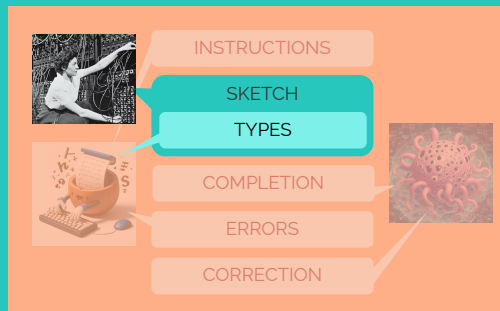 INSTRUCTIONS
SKETCH
TYPES
COMPLETION
ERRORS
CORRECTION